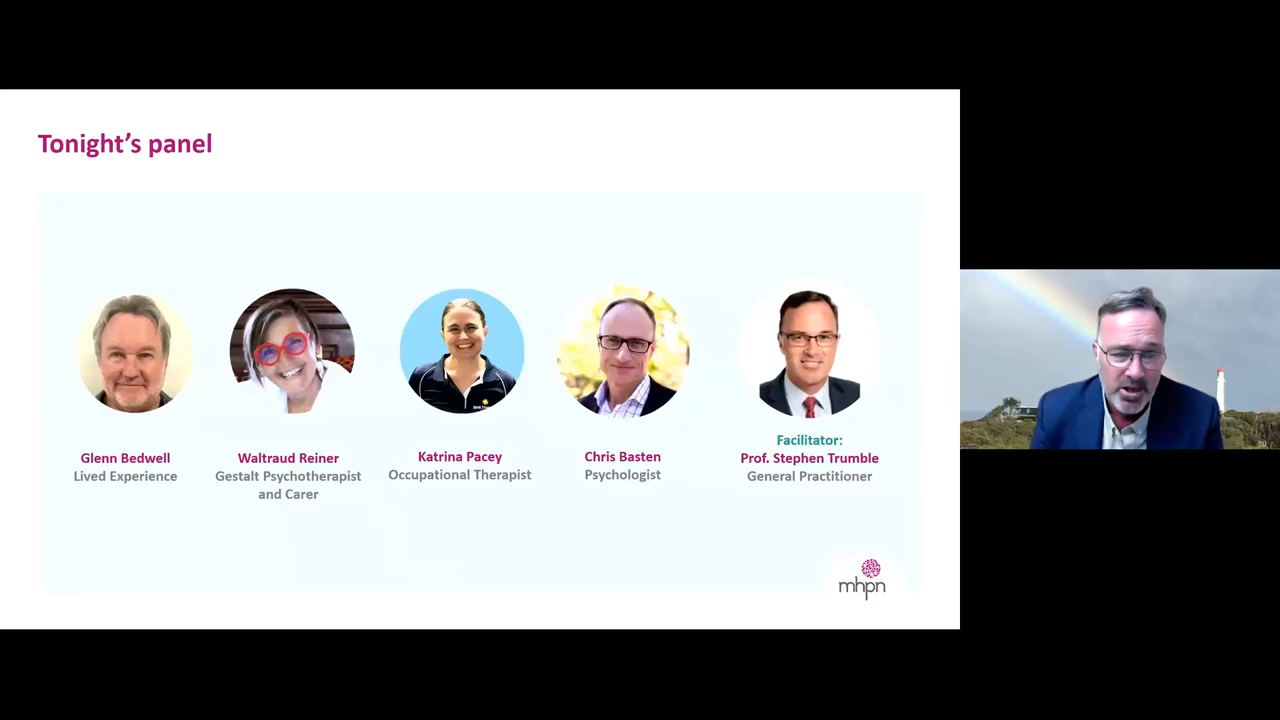 Tonight's panel
Glenn Bedwell
Lived Experience
Waltraud Reiner
Gestalt Psychotherapist
and Carer
Katrina Pacey
Occupational Therapist
Chris Basten
Psychologist
Facilitator:
Prof. Stephen Trumble
General Practitioner
mhpn